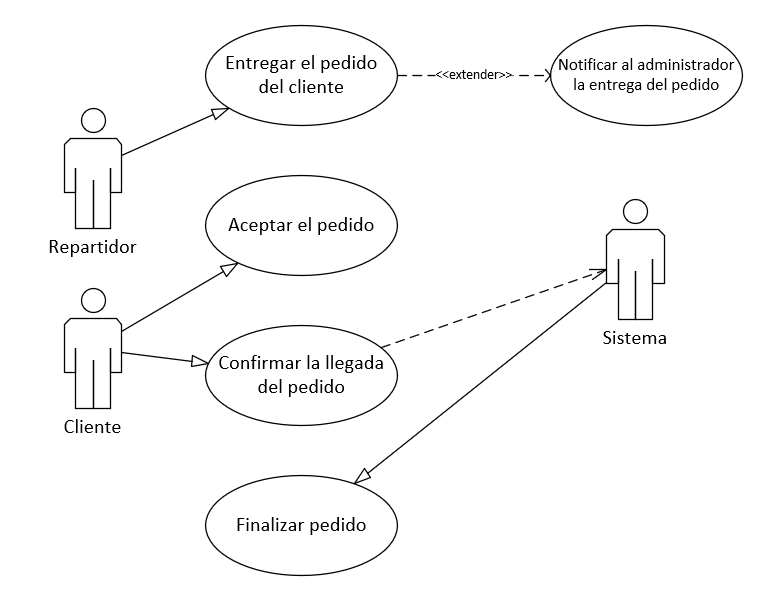 Entregar el pedido
del cliente
<<extender>>
Notificar al administrador
la entrega del pedido
Repartidor
Aceptar el pedido
Sistema
Cliente
Confirmar la llegada
del pedido
Finalizar pedido